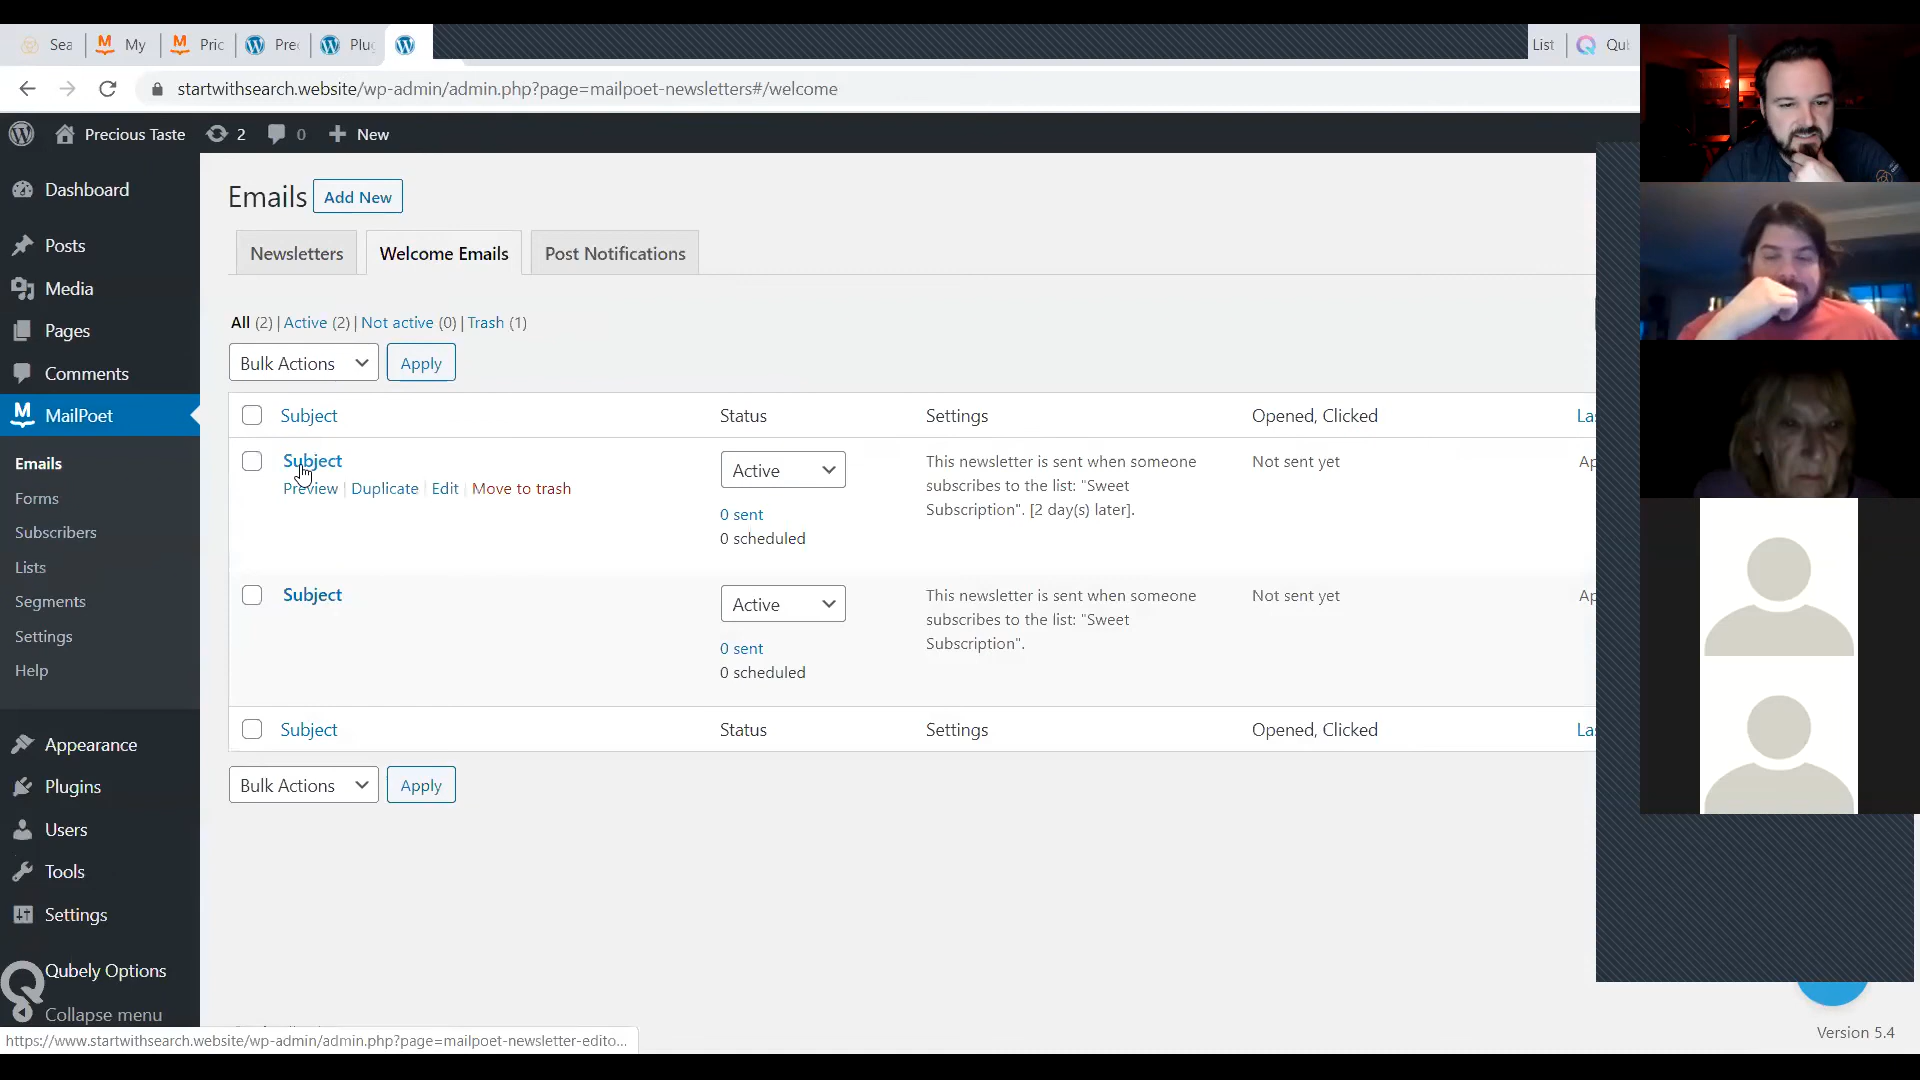 Sea
My
Pric
Pre
Plu
List
Qu
startwithsearch.website/wp-admin/admin.php?page=mailpoet-newsletters#/welcome
Precious Taste
2
0
New
Dashboard
Posts
Media
Pages
Comments
MailPoet
Emails
Forms
Subscribers
Lists
Segments
Settings
Help
Appearance
Plugins
Users
Tools
Settings
Qubely Options
Collapse menu
Emails Add New
Newsletters Welcome Emails Post Notifications
All (2) | Active (2) | Not active (0) | Trash (1)
Bulk Actions Apply
Subject Status Settings Opened, Clicked Las
Subject
Preview | Duplicate | Edit | Move to trash
Active
0 sent
0 scheduled
This newsletter is sent when someone
subscribes to the list: "Sweet
Subscription". [2 day(s) later].
Not sent yet
Ap
Subject
Active
0 sent
0 scheduled
This newsletter is sent when someone
subscribes to the list: "Sweet
Subscription".
Not sent yet
Ap
Subject Status Settings Opened, Clicked Las
Bulk Actions Apply
https://www.startwithsearch.website/wp-admin/admin.php?page=mailpoet-newsletter-edito...
Version 5.4